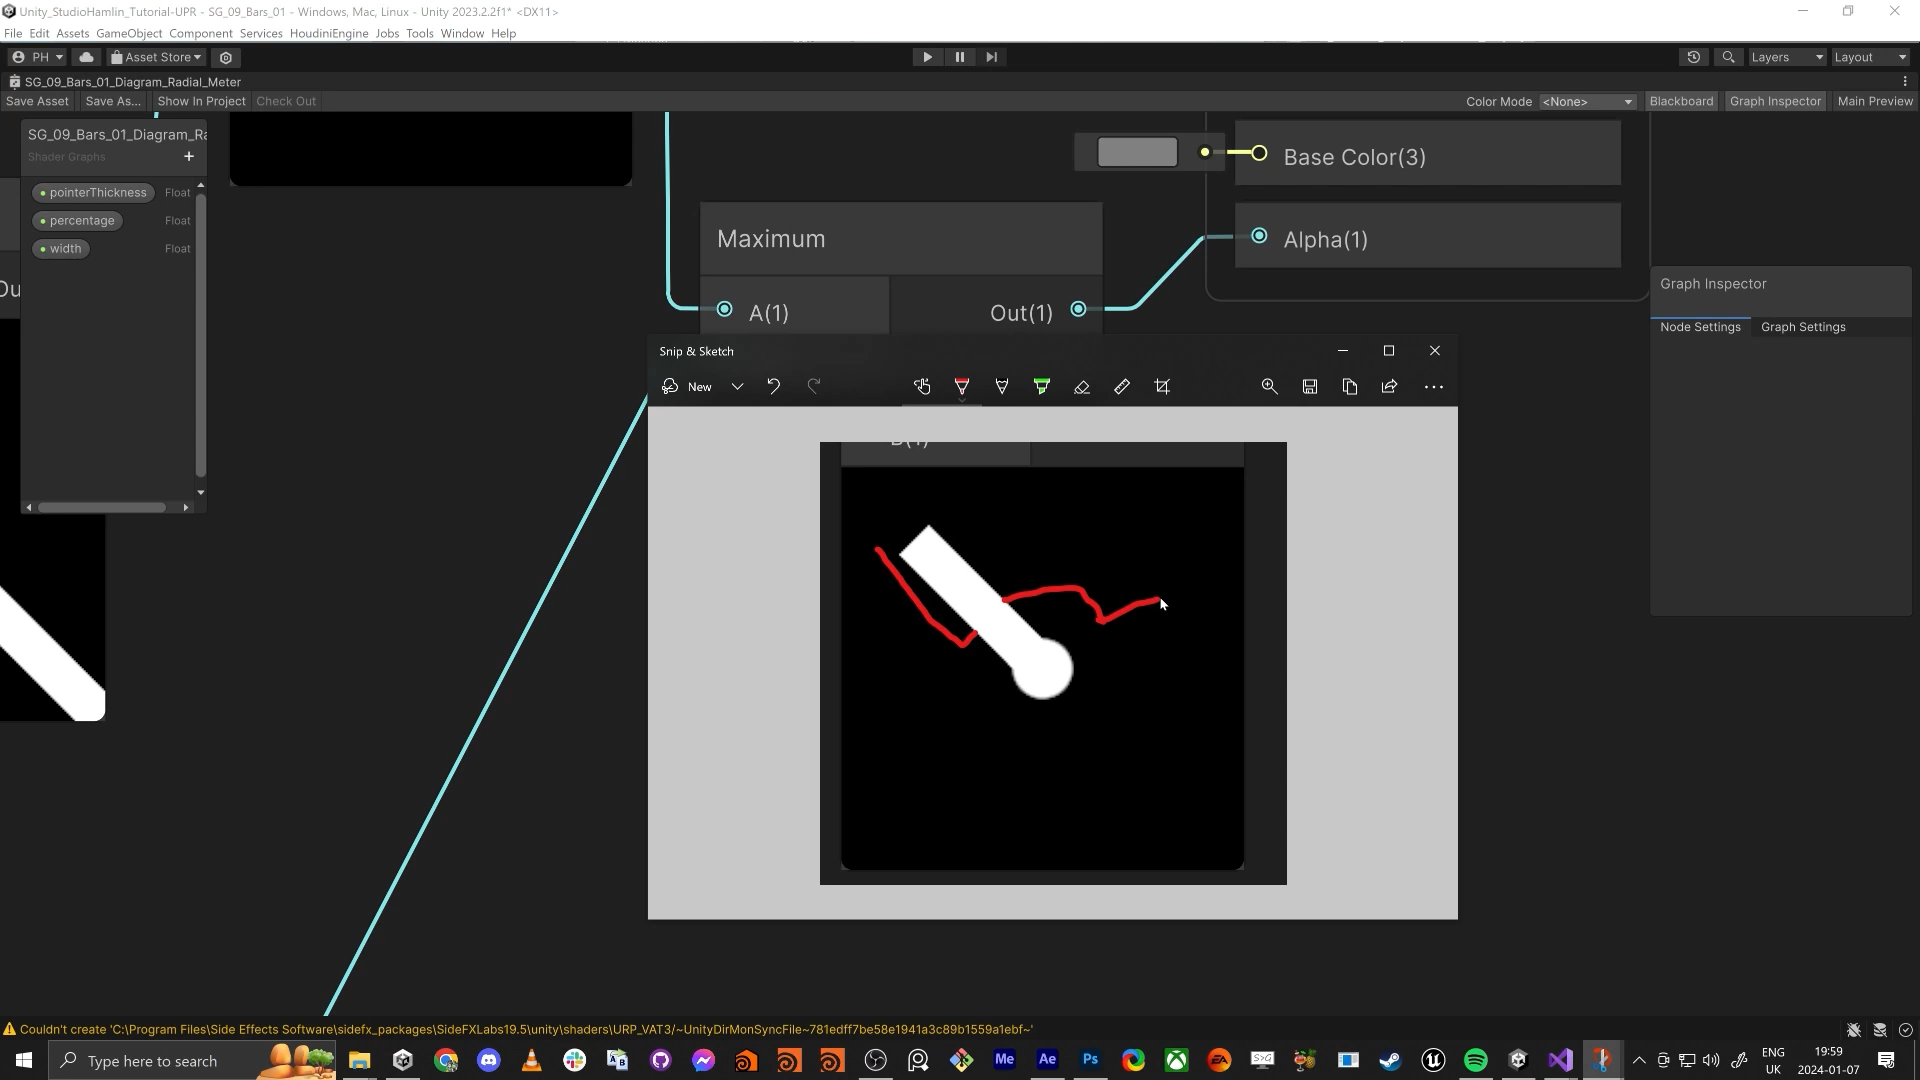 Unity_StudioHamlin_Tutorial-UPR - SG_09_Bars_01 - Windows, Mac, Linux - Unity 2023.2.2f1* <DX11>
File Edit Assets GameObject Component Services HoudiniEngine Jobs Tools Window Help
PH Asset Store Layers Layout
SG_09_Bars_01_Diagram_Radial_Meter
Save Asset Save As... Show In Project Check Out Color Mode <None> Blackboard Graph Inspector Main Preview
SG_09_Bars_01_Diagram_Ra
Shader Graphs +
pointerThickness Float
percentage Float
width Float
Base Color(3)
Alpha(1)
Maximum
A(1) Out(1)
Graph Inspector
Node Settings Graph Settings
Snip & Sketch
New
Couldn't create 'C:\Program Files\Side Effects Software\sidefx_packages\SideFXLabs19.5\unity\shaders\URP_VAT3/~UnityDirMonSyncFile~781edff7be58e1941a3c89b1559a1ebf~'
Type here to search
Me Ae Ps EA
ENG
UK
19:59
2024-01-07